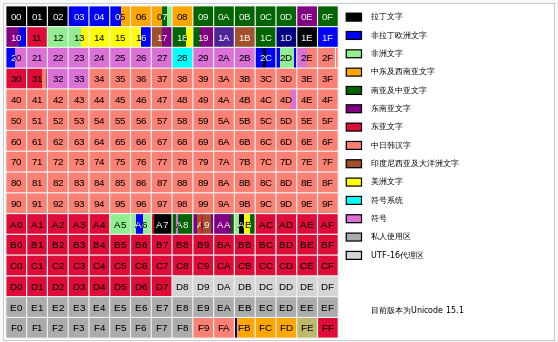 00 01 02 03 04 05 06 07 08 09 0A 0B 0C 0D 0E 0F
10 11 12 13 14 15 16 17 18 19 1A 1B 1C 1D 1E 1F
20 21 22 23 24 25 26 27 28 29 2A 2B 2C 2D 2E 2F
30 31 32 33 34 35 36 37 38 39 3A 3B 3C 3D 3E 3F
40 41 42 43 44 45 46 47 48 49 4A 4B 4C 4D 4E 4F
50 51 52 53 54 55 56 57 58 59 5A 5B 5C 5D 5E 5F
60 61 62 63 64 65 66 67 68 69 6A 6B 6C 6D 6E 6F
70 71 72 73 74 75 76 77 78 79 7A 7B 7C 7D 7E 7F
80 81 82 83 84 85 86 87 88 89 8A 8B 8C 8D 8E 8F
90 91 92 93 94 95 96 97 98 99 9A 9B 9C 9D 9E 9F
A0 A1 A2 A3 A4 A5 A6 A7 A8 A9 AA AB AC AD AE AF
B0 B1 B2 B3 B4 B5 B6 B7 B8 B9 BA BB BC BD BE BF
C0 C1 C2 C3 C4 C5 C6 C7 C8 C9 CA CB CC CD CE CF
D0 D1 D2 D3 D4 D5 D6 D7 D8 D9 DA DB DC DD DE DF
E0 E1 E2 E3 E4 E5 E6 E7 E8 E9 EA EB EC ED EE EF
F0 F1 F2 F3 F4 F5 F6 F7 F8 F9 FA FB FC FD FE FF
拉丁文字
非拉丁欧洲文字
非洲文字
中东及西南亚文字
南亚及中亚文字
东南亚文字
东亚文字
中日韩汉字
印度尼西亚及大洋洲文字
美洲文字
符号系统
符号
私人使用区
UTF-16代理区
目前版本为Unicode 15.1